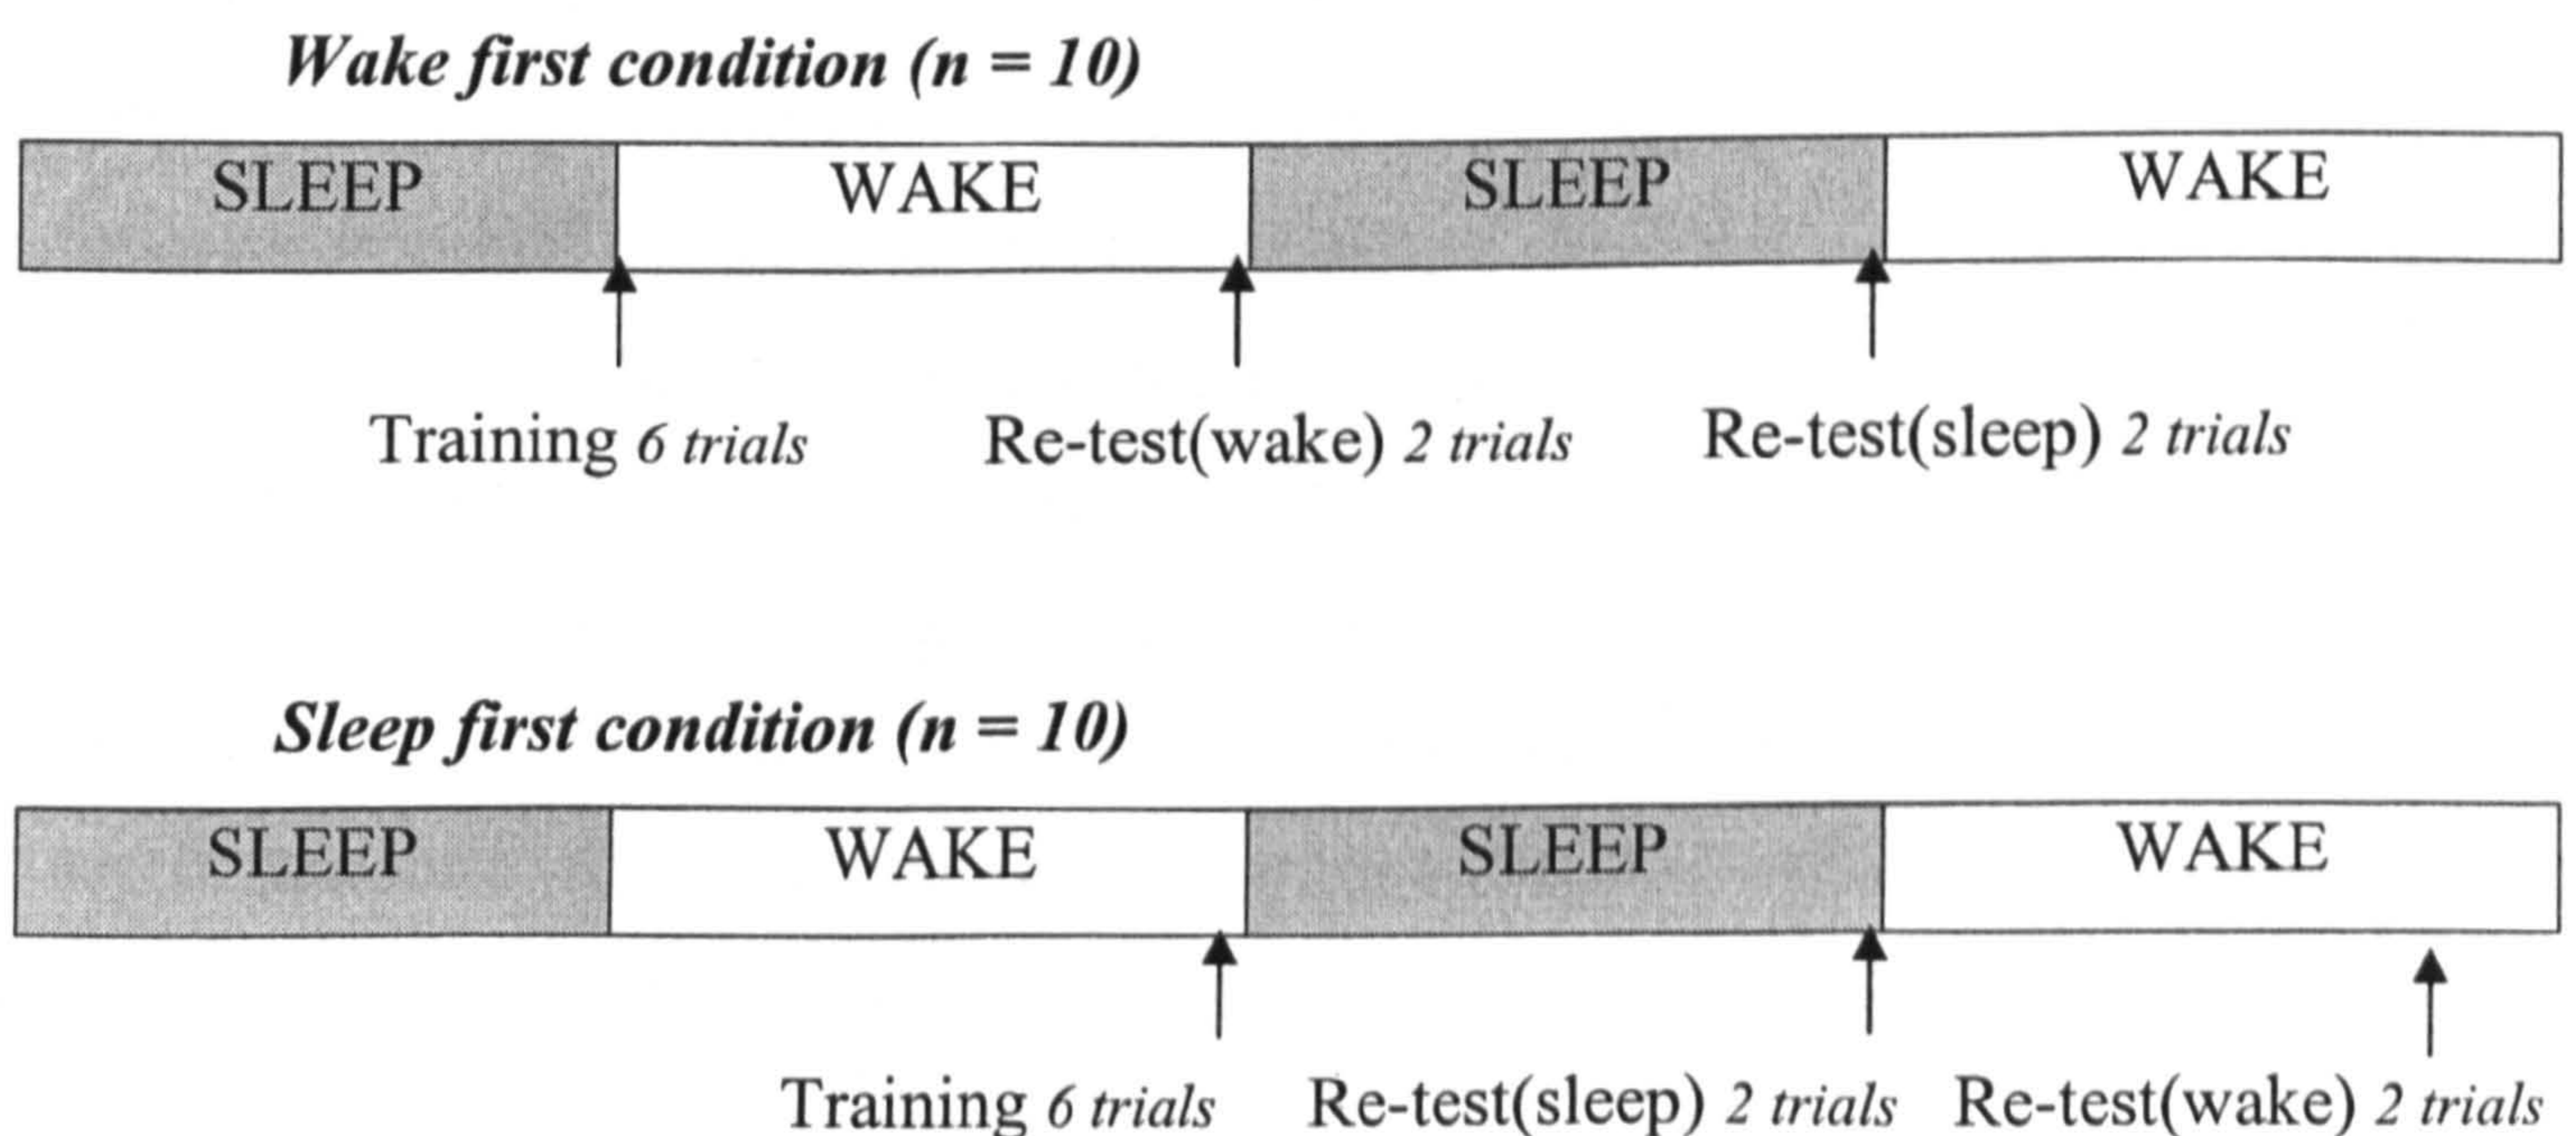 Wake first condition (n = 10)
SLEEP WAKE SLEEP WAKE
Training 6 trials Re-test(wake) 2 trials Re-test(sleep) 2 trials
Sleep first condition (n = 10)
SLEEP WAKE SLEEP WAKE
Training 6 trials Re-test(sleep) 2 trials Re-test(wake) 2 trials